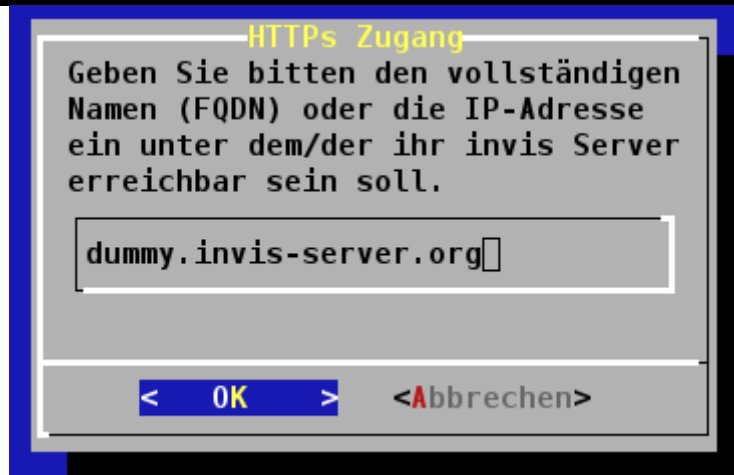 HTTPs Zugang
Geben Sie bitten den vollständigen
Namen (FQDN) oder die IP-Adresse
ein unter dem/der ihr invis Server
erreichbar sein soll.
dummy.invis-server.org
< OK > <Abbrechen>